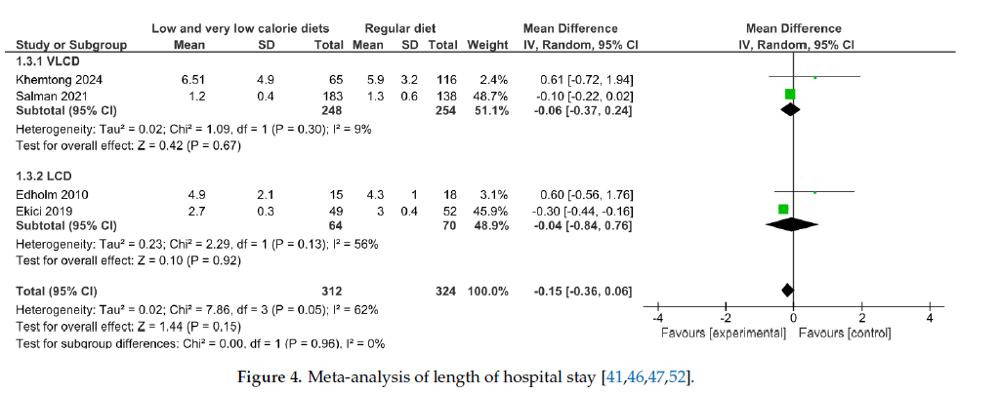 Low and very low calorie diets Regular diet Mean Difference Mean Difference
Study or Subgroup Mean SD Total Mean SD Total Weight IV, Random, 95% CI IV, Random, 95% CI
1.3.1 VLCD
Khemtong 2024 6.51 4.9 65 5.9 3.2 116 2.4% 0.61 [-0.72, 1.94]
Salman 2021 1.2 0.4 183 1.3 0.6 138 48.7% -0.10 [-0.22, 0.02]
Subtotal (95% CI) 248 254 51.1% -0.06 [-0.37, 0.24]
Heterogeneity: Tau² = 0.02; Chi² = 1.09, df = 1 (P = 0.30); I² = 9%
Test for overall effect: Z = 0.42 (P = 0.67)
1.3.2 LCD
Edholm 2010 4.9 2.1 15 4.3 1 18 3.1% 0.60 [-0.56, 1.76]
Ekici 2019 2.7 0.3 49 3 0.4 52 45.9% -0.30 [-0.44, -0.16]
Subtotal (95% CI) 64 70 48.9% -0.04 [-0.84, 0.76]
Heterogeneity: Tau² = 0.23; Chi² = 2.29, df = 1 (P = 0.13); I² = 56%
Test for overall effect: Z = 0.10 (P = 0.92)
Total (95% CI) 312 324 100.0% -0.15 [-0.36, 0.06]
Heterogeneity: Tau² = 0.02; Chi² = 7.86, df = 3 (P = 0.05); I² = 62%
Test for overall effect: Z = 1.44 (P = 0.15)
Test for subgroup differences: Chi² = 0.00, df = 1 (P = 0.96), I² = 0%
-4 -2 0 2 4
Favours [experimental] Favours [control]
Figure 4. Meta-analysis of length of hospital stay [41,46,47,52].